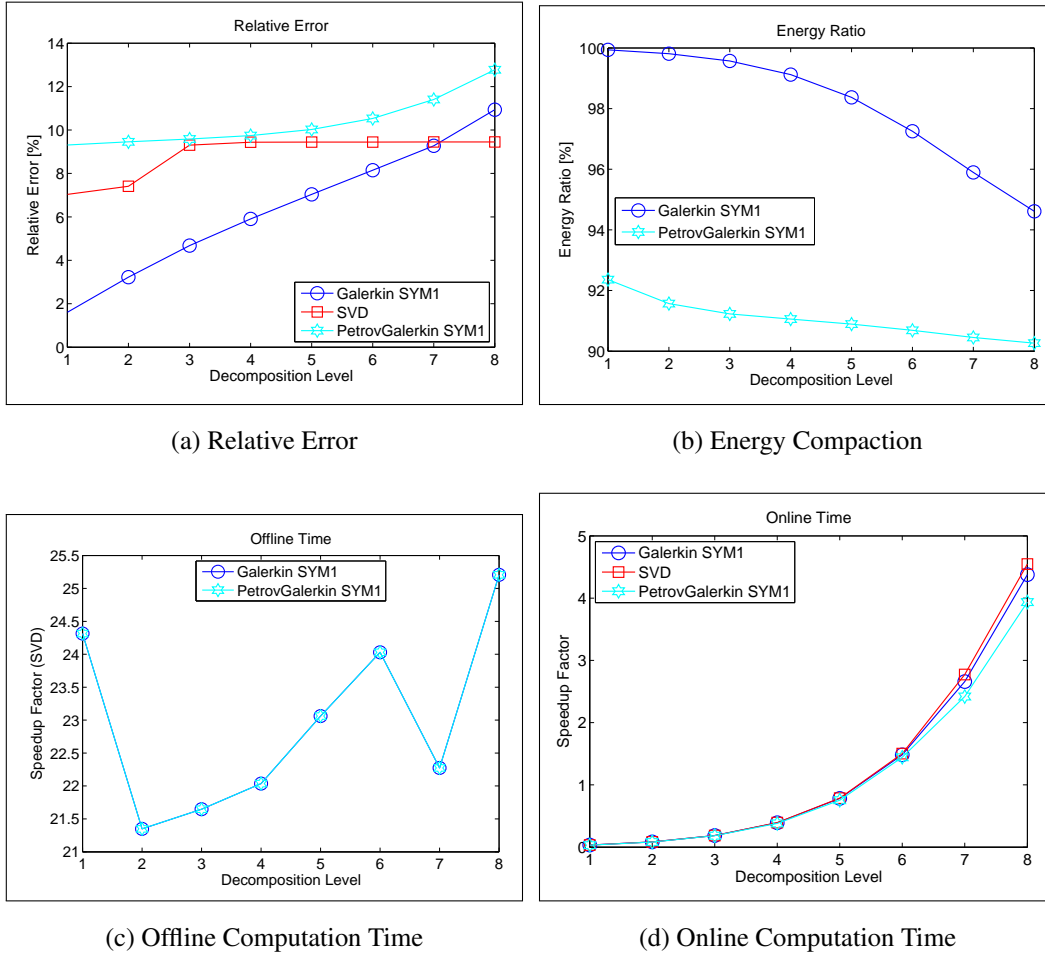 Relative Error
Relative Error [%]
14
12
10
8
6
4
2
0
1 2 3 4 5 6 7 8
Decomposition Level
Galerkin SYM1
SVD
PetrovGalerkin SYM1
(a) Relative Error
Energy Ratio
Energy Ratio [%]
100
98
96
94
92
90
1 2 3 4 5 6 7 8
Decomposition Level
Galerkin SYM1
PetrovGalerkin SYM1
(b) Energy Compaction
Offline Time
Speedup Factor (SVD)
25.5
25
24.5
24
23.5
23
22.5
22
21.5
21
1 2 3 4 5 6 7 8
Decomposition Level
Galerkin SYM1
PetrovGalerkin SYM1
(c) Offline Computation Time
Online Time
Speedup Factor
5
4
3
2
1
0
1 2 3 4 5 6 7 8
Decomposition Level
Galerkin SYM1
SVD
PetrovGalerkin SYM1
(d) Online Computation Time